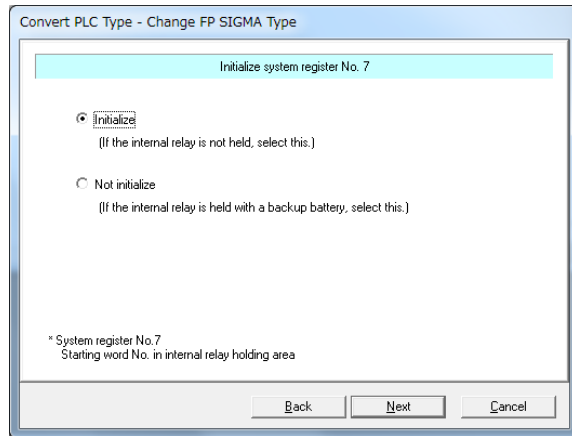 Convert PLC Type - Change FP SIGMA Type
Initialize system register No. 7
Initialize
(If the internal relay is not held, select this.)
Not initialize
(If the internal relay is held with a backup battery, select this.)
* System register No.7
Starting word No. in internal relay holding area
Back Next Cancel